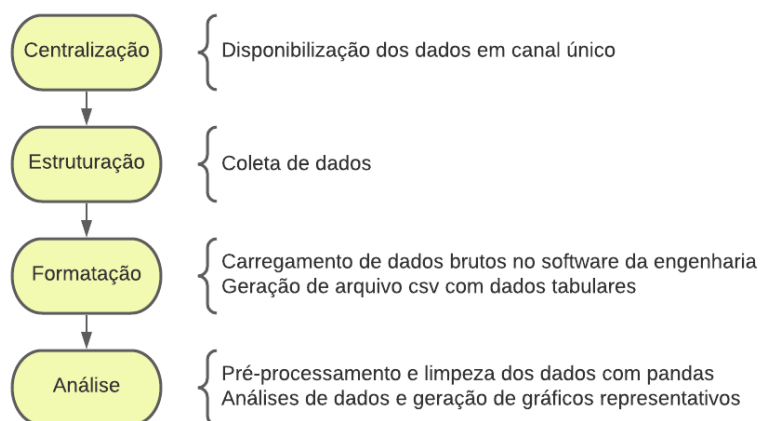 Centralização
Disponibilização dos dados em canal único
Estruturação
Coleta de dados
Formatação
Carregamento de dados brutos no software da engenharia
Geração de arquivo csv com dados tabulares
Análise
Pré-processamento e limpeza dos dados com pandas
Análises de dados e geração de gráficos representativos